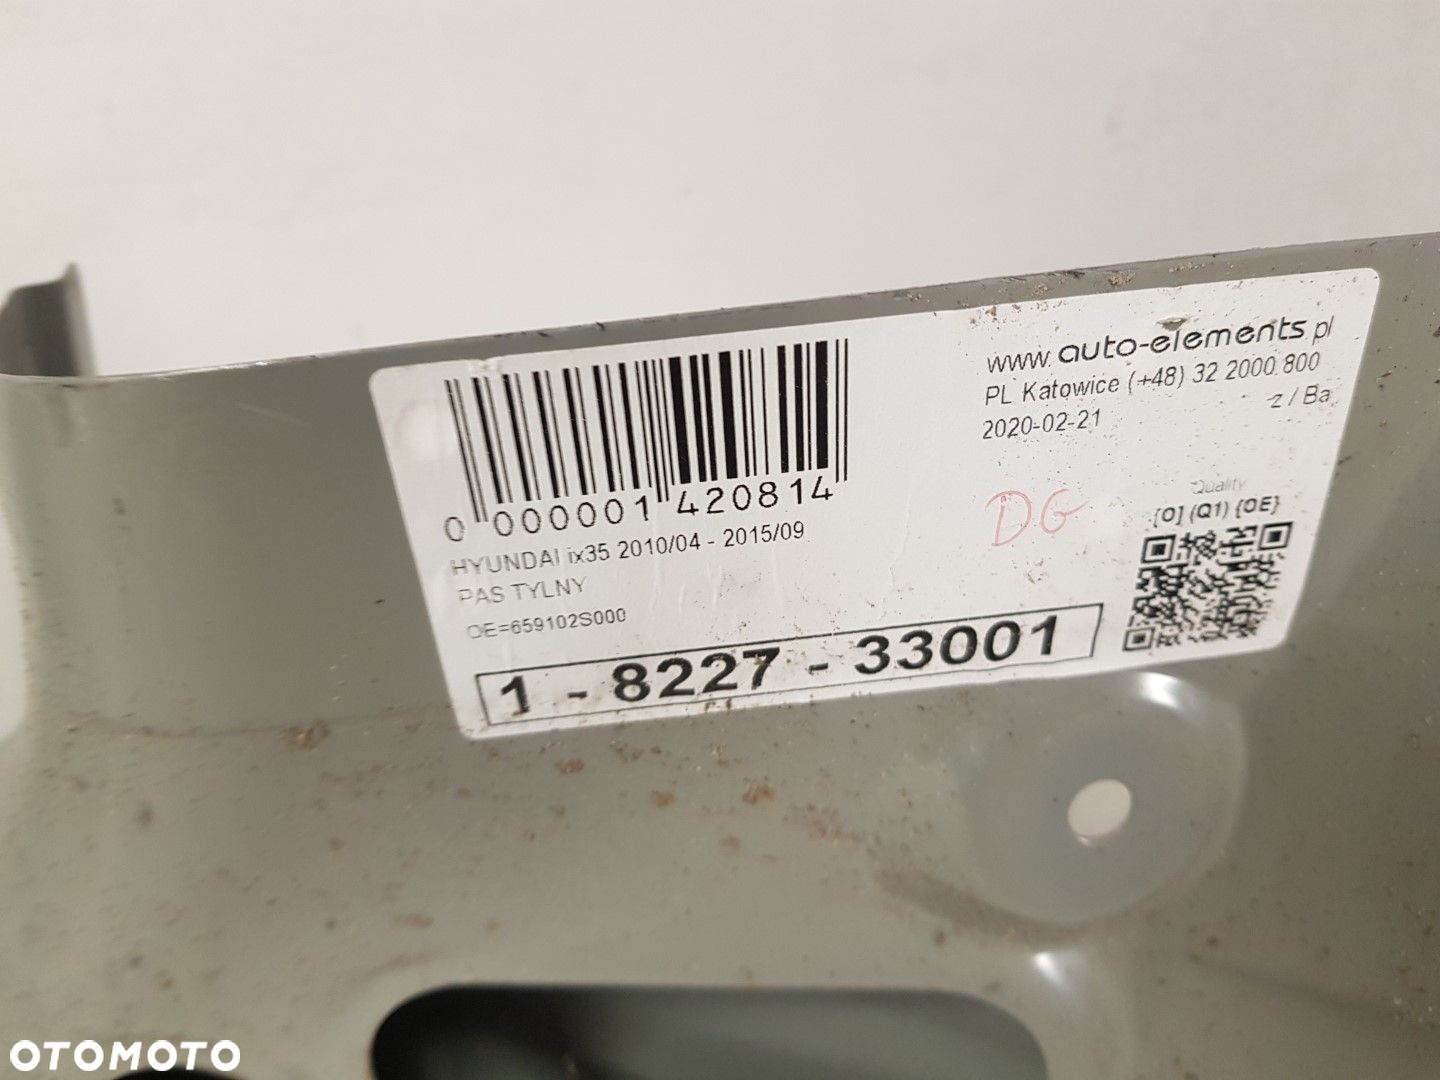 www.auto-elements.pl
PL Katowice (+48) 32 2000 800
2020-02-21
z / Ba
0 000001 420814
HYUNDAI ix35 2010/04 - 2015/09
PAS TYLNY
OE=659102S000
DG
Quality
[O] (Q1) {OE}
1 - 8227 - 33001
OTOMOTO